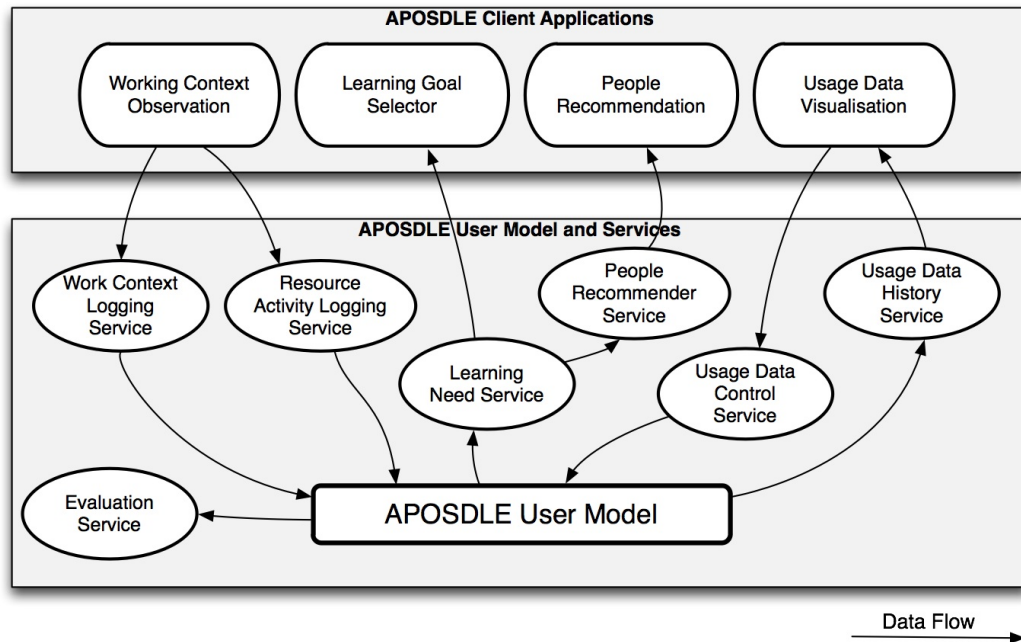 APOSDLE Client Applications
Working Context
Observation
Learning Goal
Selector
People
Recommendation
Usage Data
Visualisation
APOSDLE User Model and Services
Work Context
Logging
Service
Resource
Activity Logging
Service
Learning
Need Service
People
Recommender
Service
Usage Data
Control
Service
Usage Data
History
Service
Evaluation
Service
APOSDLE User Model
Data Flow